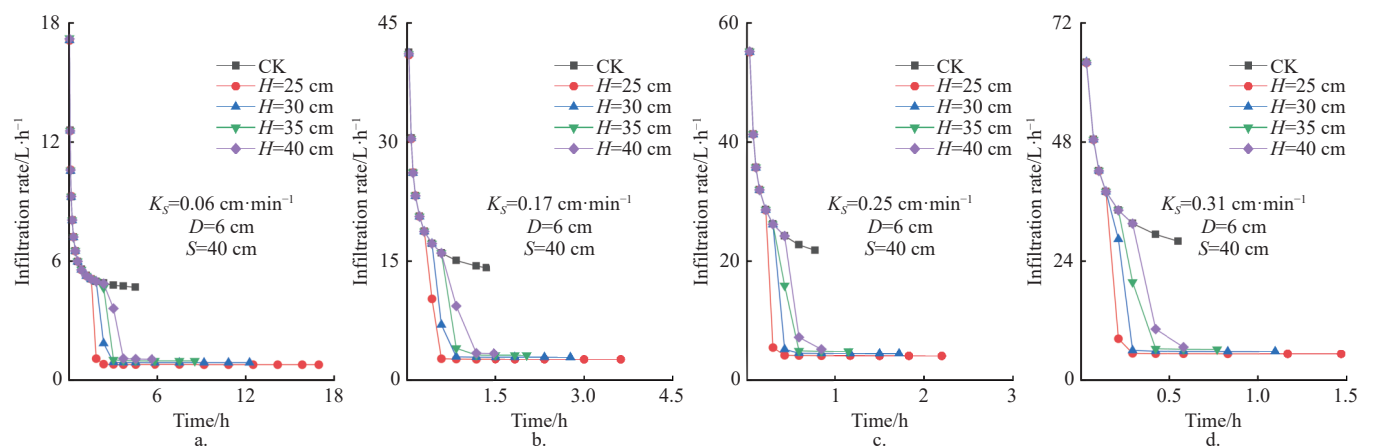 18
12
6
0
Infiltration rate/L·h⁻¹
CK
H=25 cm
H=30 cm
H=35 cm
H=40 cm
K_S=0.06 cm·min⁻¹
D=6 cm
S=40 cm
6 12 18
Time/h
a.
45
30
15
0
Infiltration rate/L·h⁻¹
CK
H=25 cm
H=30 cm
H=35 cm
H=40 cm
K_S=0.17 cm·min⁻¹
D=6 cm
S=40 cm
1.5 3.0 4.5
Time/h
b.
60
40
20
0
Infiltration rate/L·h⁻¹
CK
H=25 cm
H=30 cm
H=35 cm
H=40 cm
K_S=0.25 cm·min⁻¹
D=6 cm
S=40 cm
1 2 3
Time/h
c.
72
48
24
0
Infiltration rate/L·h⁻¹
CK
H=25 cm
H=30 cm
H=35 cm
H=40 cm
K_S=0.31 cm·min⁻¹
D=6 cm
S=40 cm
0.5 1.0 1.5
Time/h
d.